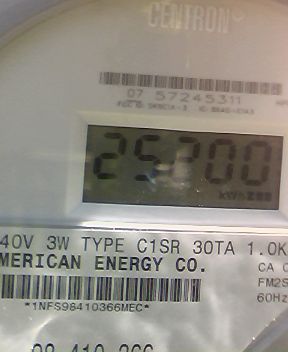 CENTRON
07 57245311
25200
kWh
40V 3W TYPE C1SR 30TA 1.0K
MERICAN ENERGY CO.
CA 0
FM2S
60Hz
*1NFS98410366MEC*